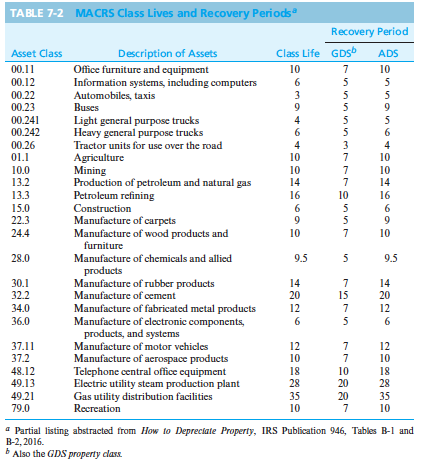 TABLE 7-2 MACRS Class Lives and Recovery Periodsᵃ
Recovery Period
Asset Class Description of Assets Class Life GDSᵇ ADS
00.11 Office furniture and equipment 10 7 10
00.12 Information systems, including computers 6 5 5
00.22 Automobiles, taxis 3 5 5
00.23 Buses 9 5 9
00.241 Light general purpose trucks 4 5 5
00.242 Heavy general purpose trucks 6 5 6
00.26 Tractor units for use over the road 4 3 4
01.1 Agriculture 10 7 10
10.0 Mining 10 7 10
13.2 Production of petroleum and natural gas 14 7 14
13.3 Petroleum refining 16 10 16
15.0 Construction 6 5 6
22.3 Manufacture of carpets 9 5 9
24.4 Manufacture of wood products and 10 7 10
furniture
28.0 Manufacture of chemicals and allied 9.5 5 9.5
products
30.1 Manufacture of rubber products 14 7 14
32.2 Manufacture of cement 20 15 20
34.0 Manufacture of fabricated metal products 12 7 12
36.0 Manufacture of electronic components, 6 5 6
products, and systems
37.11 Manufacture of motor vehicles 12 7 12
37.2 Manufacture of aerospace products 10 7 10
48.12 Telephone central office equipment 18 10 18
49.13 Electric utility steam production plant 28 20 28
49.21 Gas utility distribution facilities 35 20 35
79.0 Recreation 10 7 10
ᵃ Partial listing abstracted from How to Depreciate Property, IRS Publication 946, Tables B-1 and
B-2, 2016.
ᵇ Also the GDS property class.